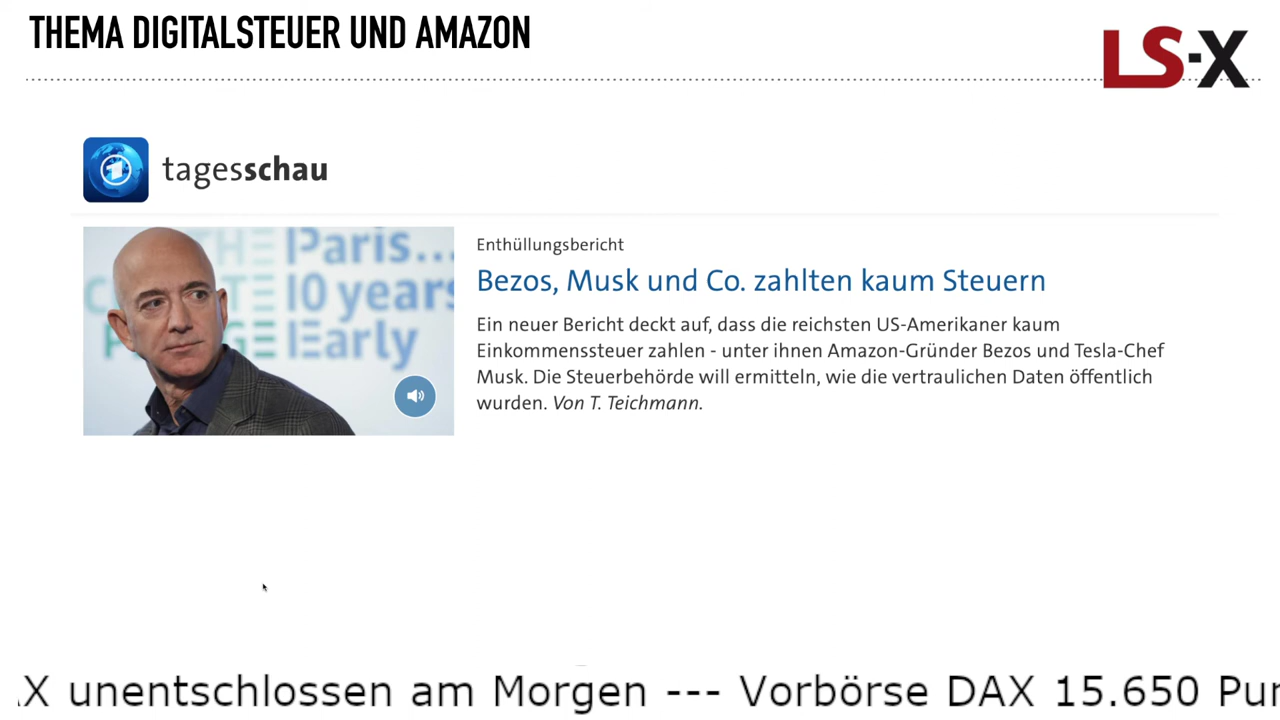 THEMA DIGITALSTEUER UND AMAZON
LS-X
1
tagesschau
THE Paris...
10 years
Early
Enthüllungsbericht
Bezos, Musk und Co. zahlten kaum Steuern
Ein neuer Bericht deckt auf, dass die reichsten US-Amerikaner kaum
Einkommenssteuer zahlen - unter ihnen Amazon-Gründer Bezos und Tesla-Chef
Musk. Die Steuerbehörde will ermitteln, wie die vertraulichen Daten öffentlich
wurden. Von T. Teichmann.
AX unentschlossen am Morgen --- Vorbörse DAX 15.650 Pun